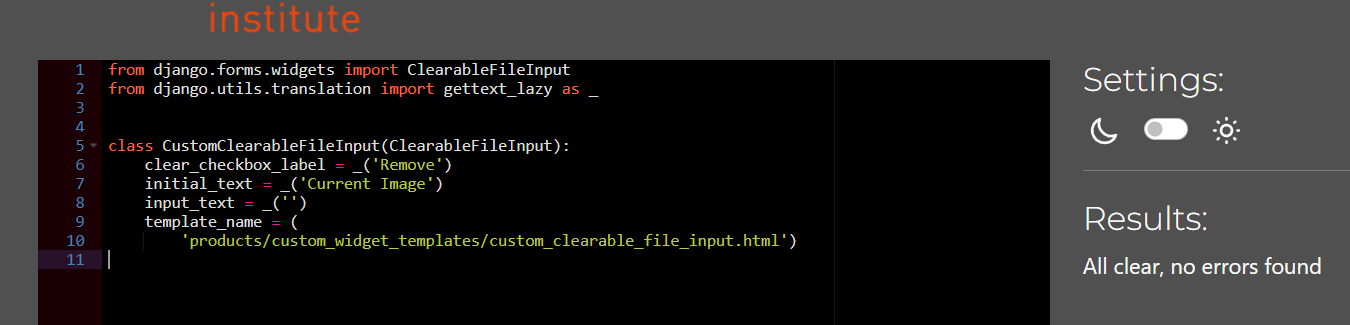 institute
1 from django.forms.widgets import ClearableFileInput
2 from django.utils.translation import gettext_lazy as _
3
4
5 class CustomClearableFileInput(ClearableFileInput):
6     clear_checkbox_label = _('Remove')
7     initial_text = _('Current Image')
8     input_text = _('')
9     template_name = (
10         'products/custom_widget_templates/custom_clearable_file_input.html')
11
Settings:
Results:
All clear, no errors found